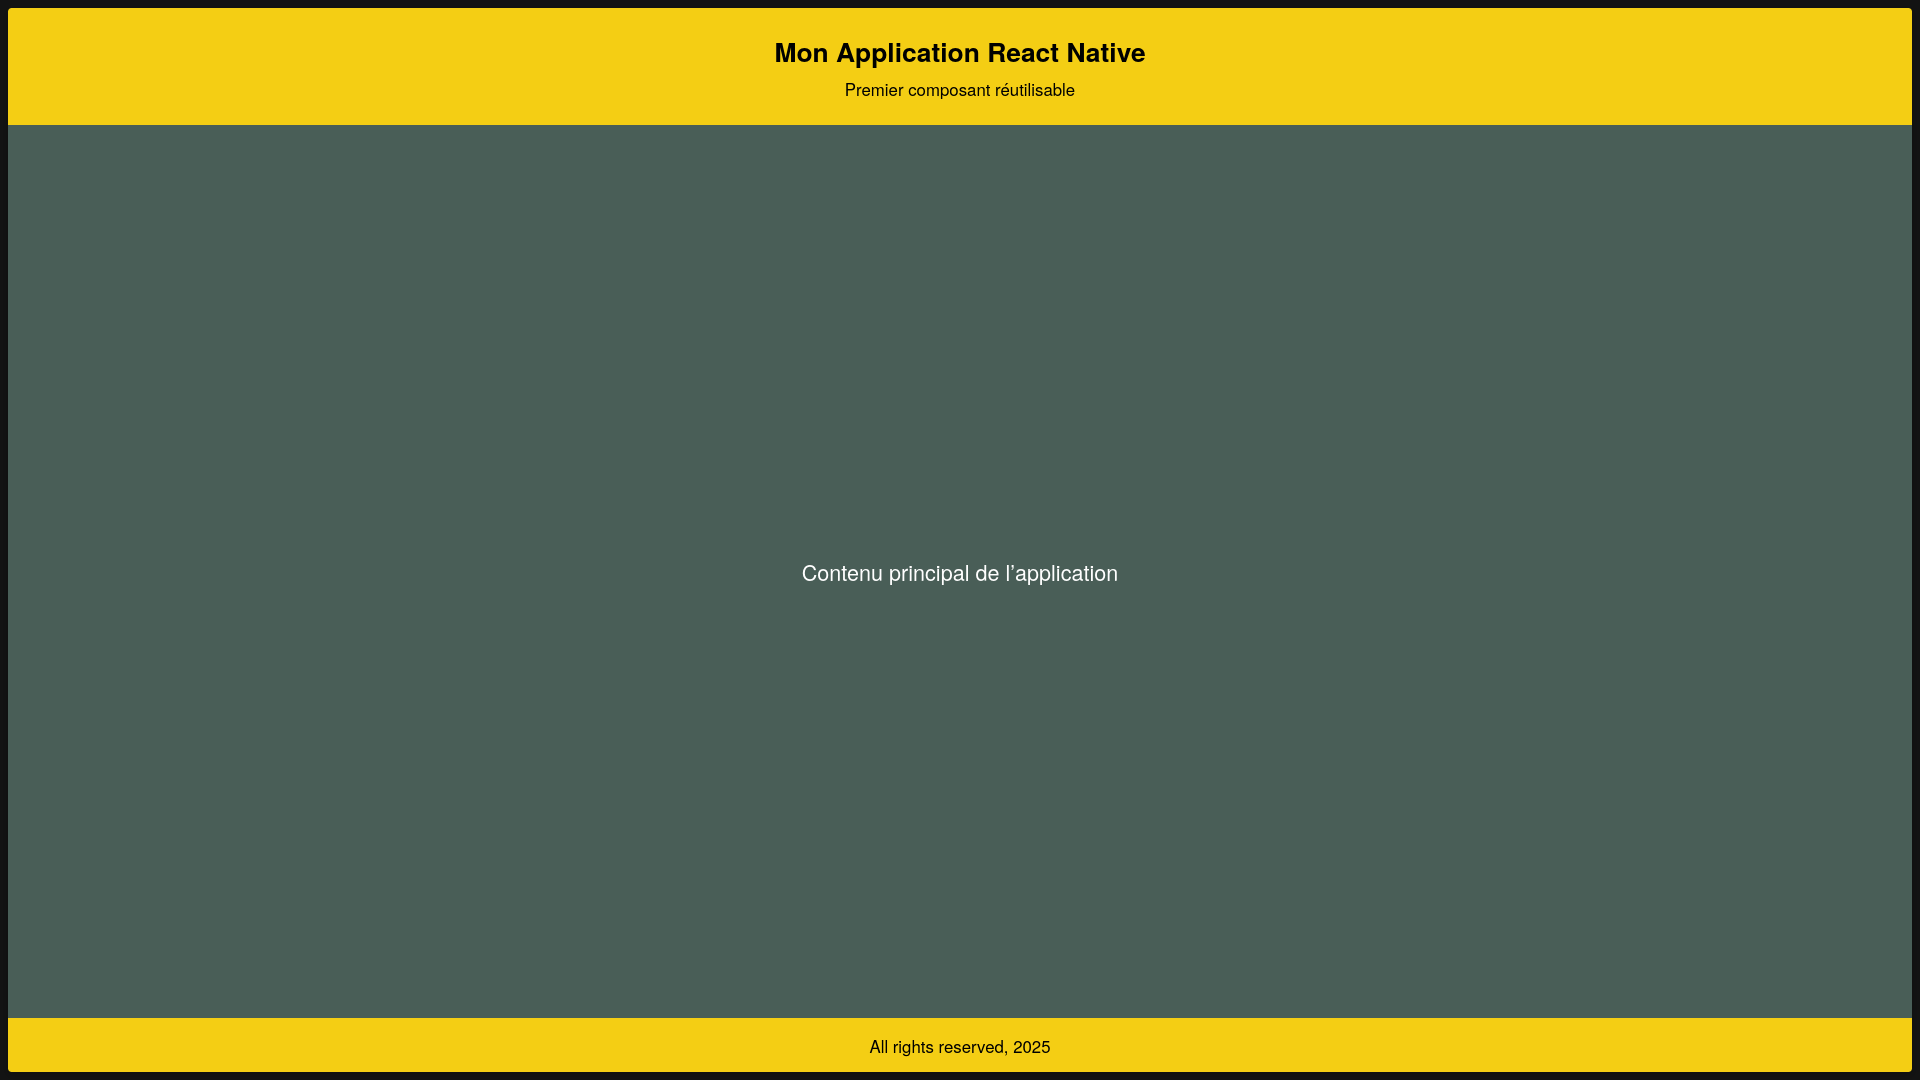 Mon Application React Native
Premier composant réutilisable
Contenu principal de l’application
All rights reserved, 2025